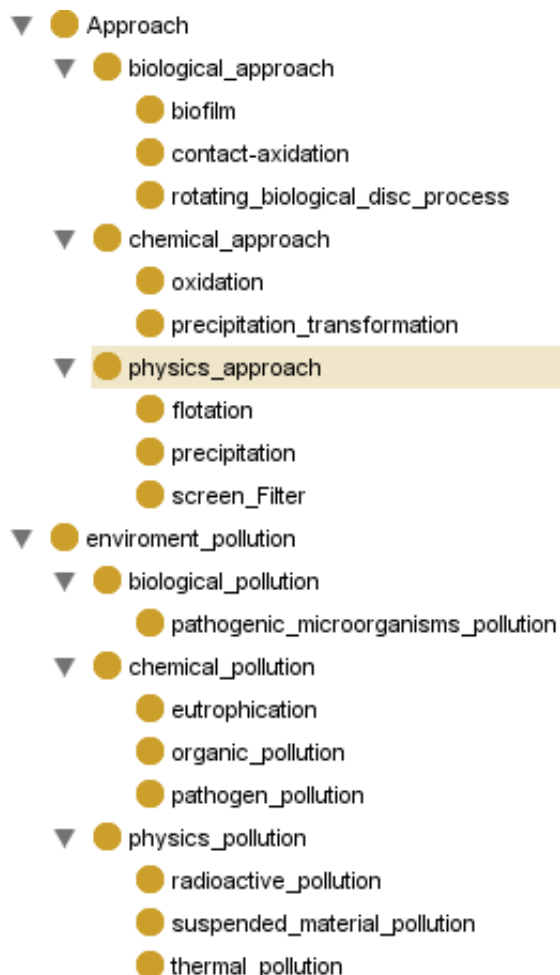 Approach
biological_approach
biofilm
contact-axidation
rotating_biological_disc_process
chemical_approach
oxidation
precipitation_transformation
physics_approach
flotation
precipitation
screen_Filter
enviroment_pollution
biological_pollution
pathogenic_microorganisms_pollution
chemical_pollution
eutrophication
organic_pollution
pathogen_pollution
physics_pollution
radioactive_pollution
suspended_material_pollution
thermal_pollution